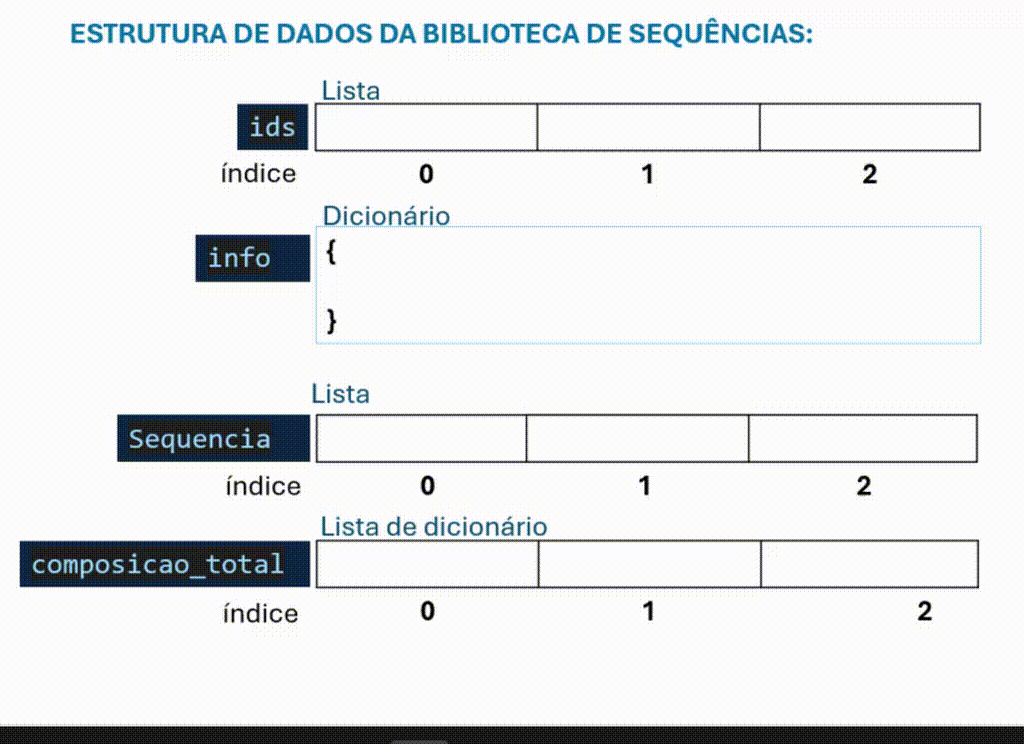 ESTRUTURA DE DADOS DA BIBLIOTECA DE SEQUÊNCIAS:
Lista
ids
índice 0 1 2
Dicionário
info {
}
Lista
Sequencia
índice 0 1 2
Lista de dicionário
composicao_total
índice 0 1 2